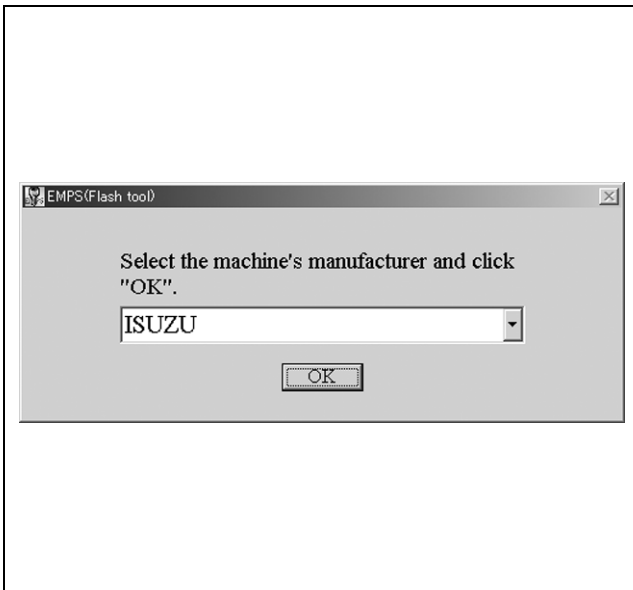 EMPS(Flash tool)
Select the machine's manufacturer and click
"OK".
ISUZU
OK